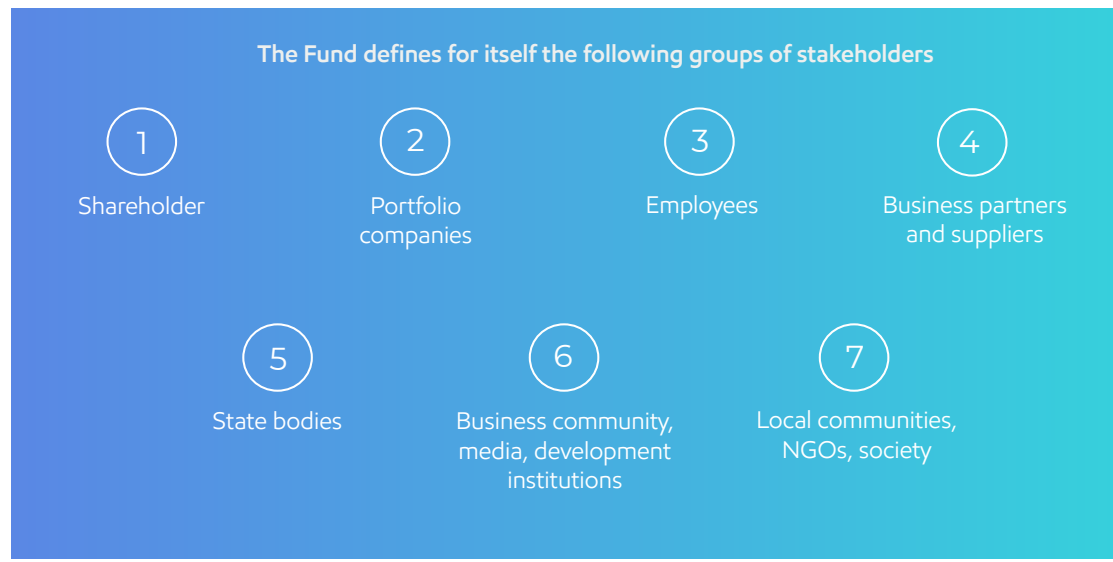 The Fund defines for itself the following groups of stakeholders
1
Shareholder
2
Portfolio
companies
3
Employees
4
Business partners
and suppliers
5
State bodies
6
Business community,
media, development
institutions
7
Local communities,
NGOs, society